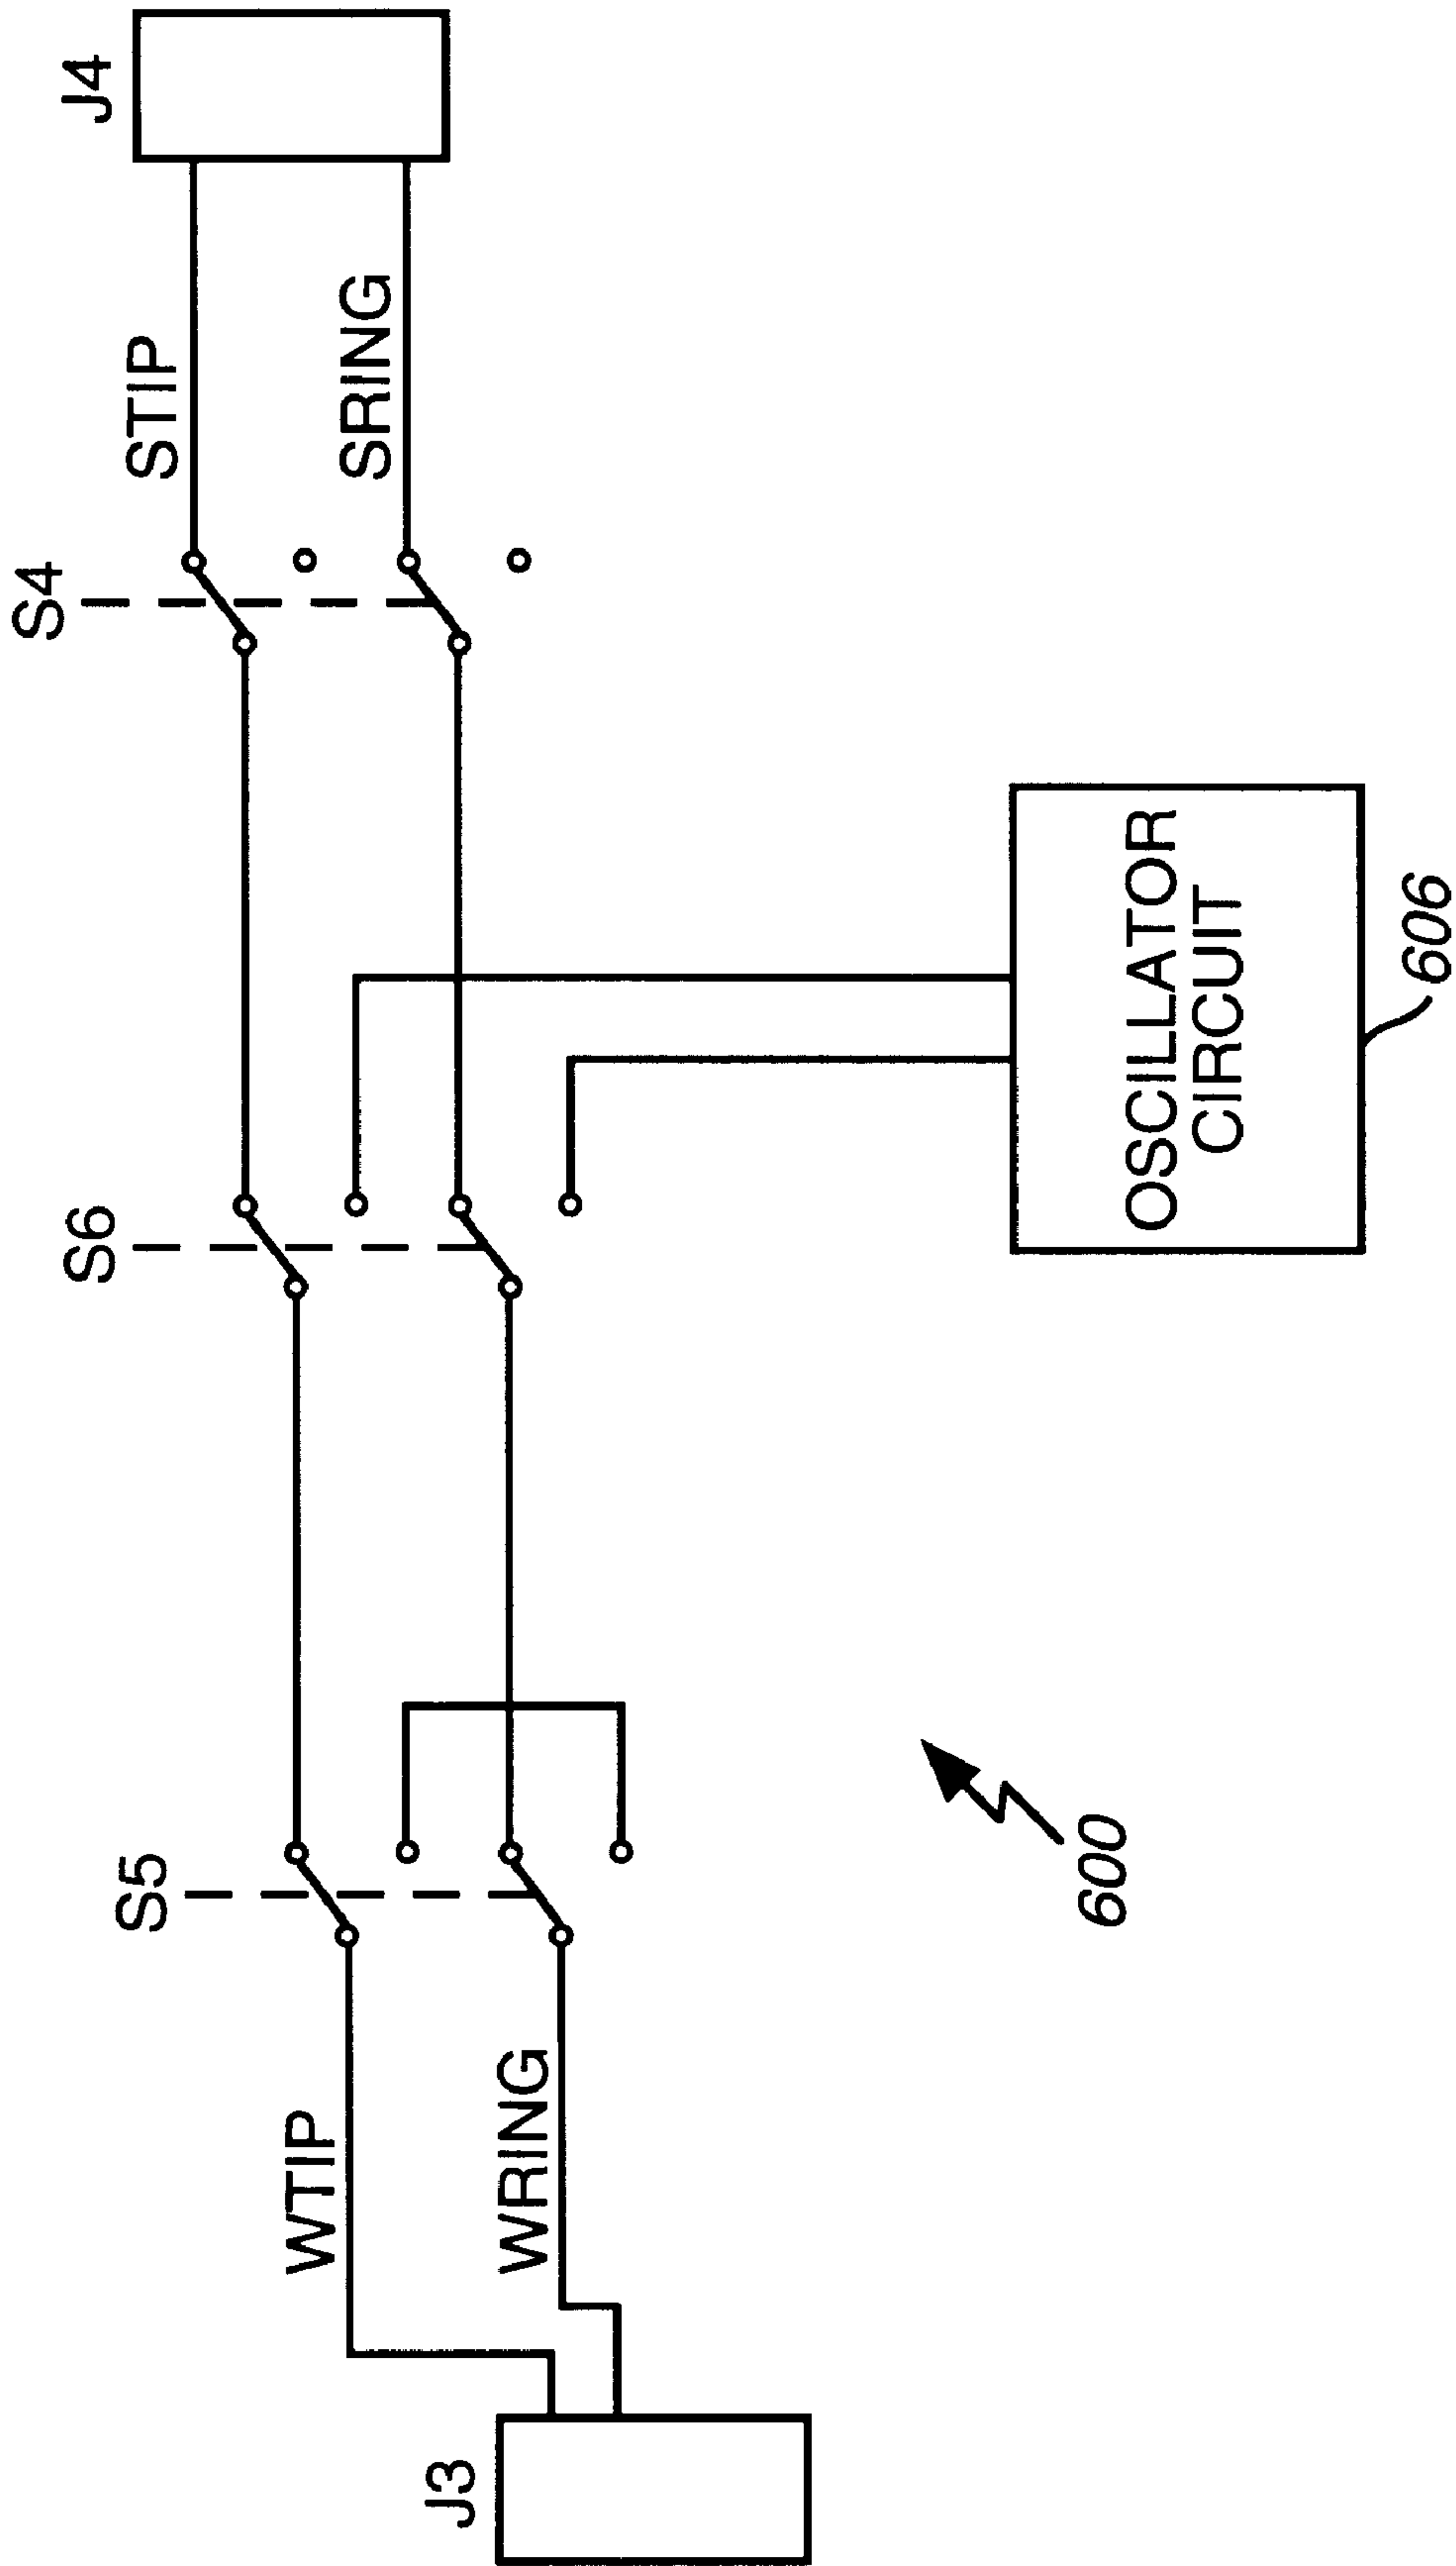 J4
STIP
SRING
S4
S6
OSCILLATOR
CIRCUIT
606
S5
600
WTIP
WRING
J3